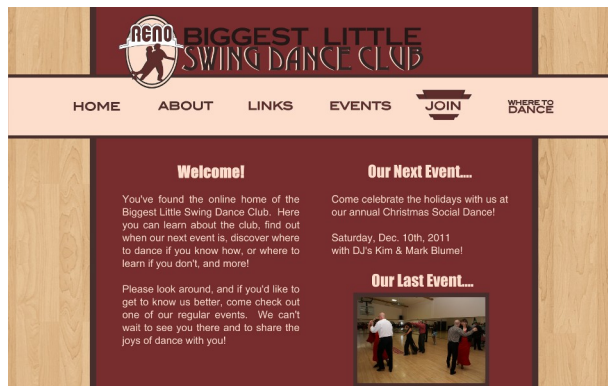 RENO BIGGEST LITTLE
SWING DANCE CLUB
HOME ABOUT LINKS EVENTS JOIN WHERE TO DANCE
Welcome!
You've found the online home of the
Biggest Little Swing Dance Club. Here
you can learn about the club, find out
when our next event is, discover where
to dance if you know how, or where to
learn if you don't, and more!
Please look around, and if you'd like to
get to know us better, come check out
one of our regular events. We can't
wait to see you there and to share the
joys of dance with you!
Our Next Event....
Come celebrate the holidays with us at
our annual Christmas Social Dance!
Saturday, Dec. 10th, 2011
with DJ's Kim & Mark Blume!
Our Last Event....